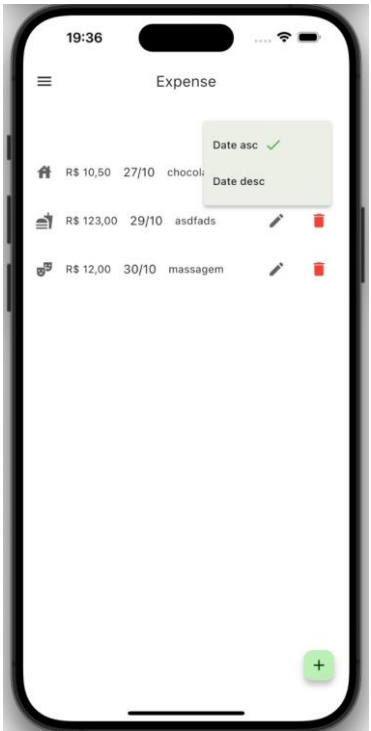 19:36
Expense
Date asc
R$ 10,50 27/10
Date desc
R$ 123,00 29/10 asdfads
R$ 12,00 30/10 massagem
+